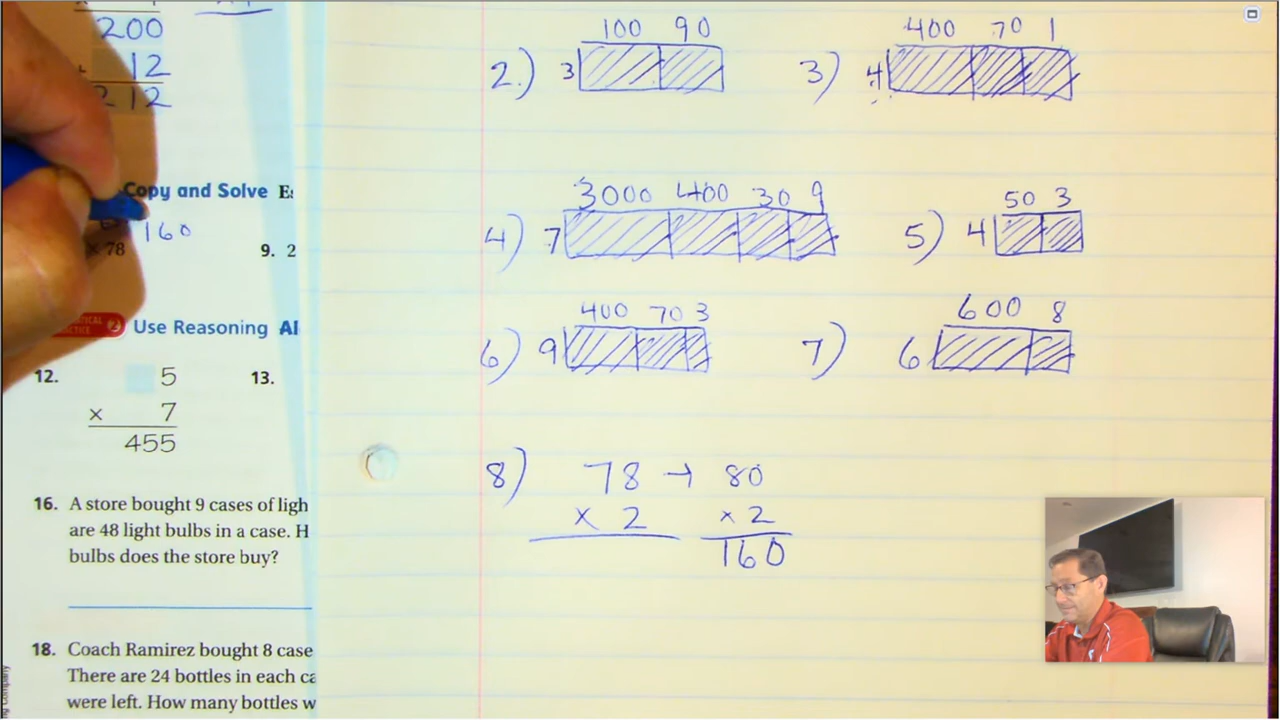 200
+ 12
212
Copy and Solve Es
160
× 78
9. 2
Use Reasoning Al
12. 5
× 7
455
13.
16. A store bought 9 cases of ligh
are 48 light bulbs in a case. H
bulbs does the store buy?
18. Coach Ramirez bought 8 case
There are 24 bottles in each ca
were left. How many bottles w
100 90
2.) 3
400 70 1
3) 4
3000 400 30 9
4) 7
50 3
5) 4
400 70 3
6) 9
600 8
7) 6
8) 78 → 80
× 2 × 2
160